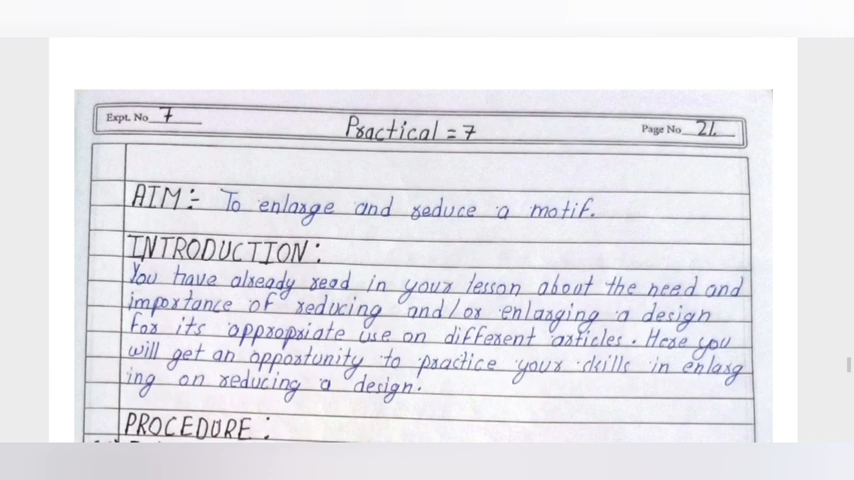 Expt. No 7
Practical = 7
Page No 21
AIM :- To enlarge and reduce a motif.
INTRODUCTION :
You have already read in your lesson about the need and
importance of reducing and/or enlarging a design
for its appropriate use on different articles. Here you
will get an opportunity to practice your skills in enlarg
ing on reducing a design.
PROCEDURE :